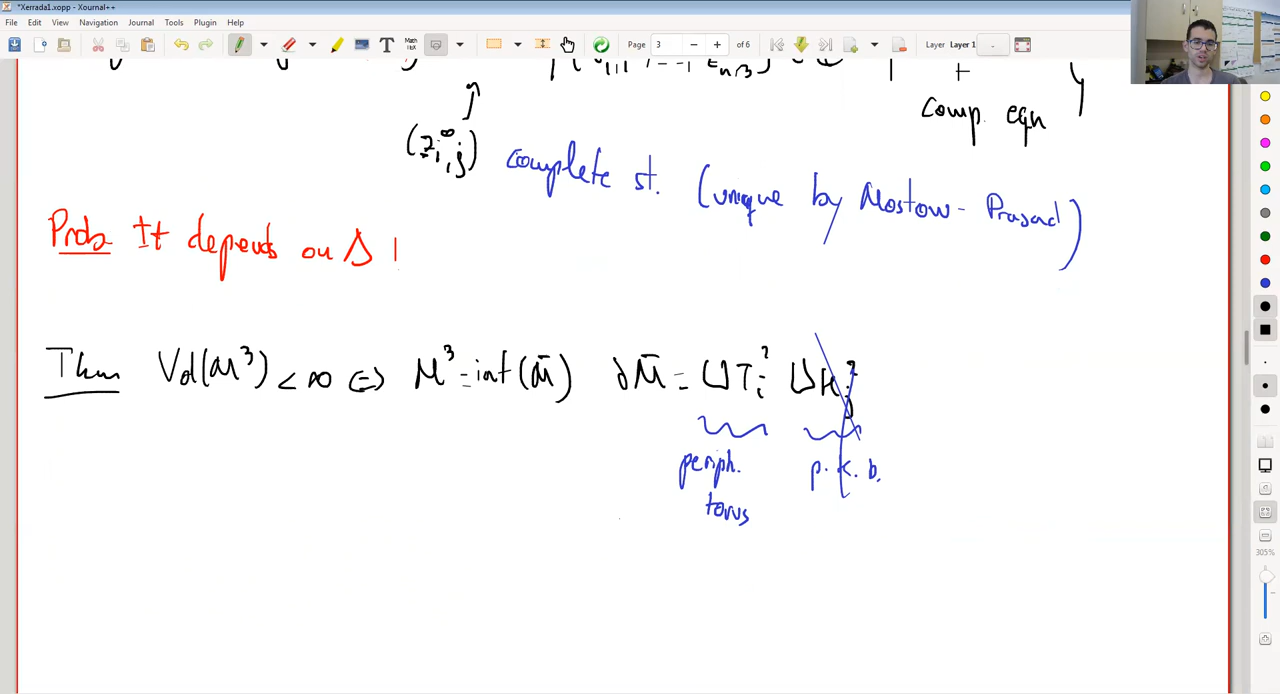 *Xerrada1.xopp - Xournal++
File Edit View Navigation Journal Tools Plugin Help
Page 3 of 6 Layer Layer 1
comp. eqn
(z^∞_{i,j}) complete st. (unique by Mostow - Prasad)
Prob It depends on Δ !
Thm Vol(M³) < ∞ ⇔ M³ = int(M̄) ∂M̄ = ⊔T_i² ⊔K_j²
periph. p. K. b.
torus
305%